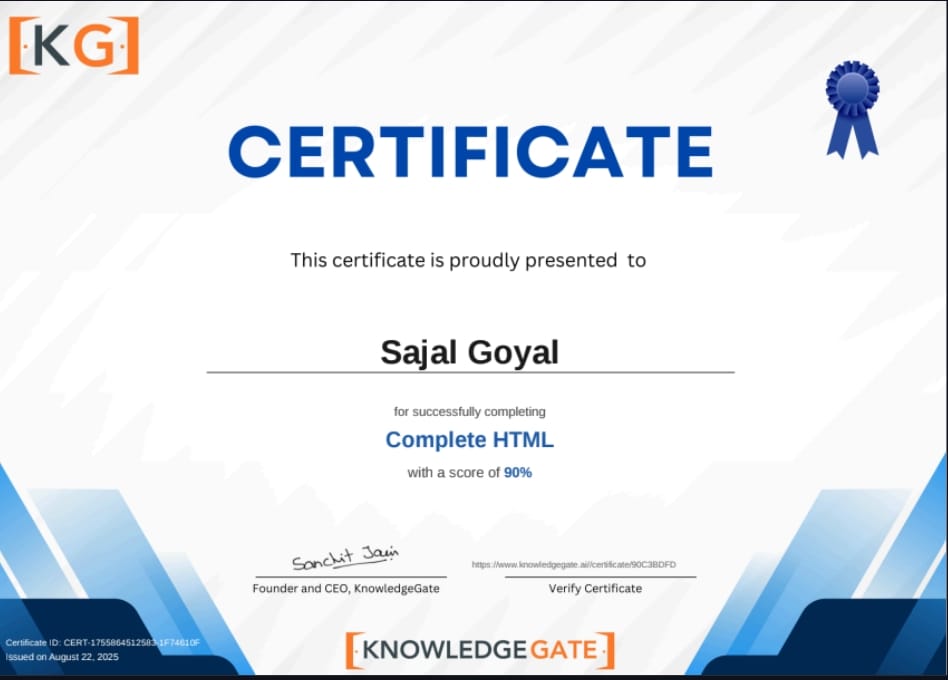 [KG]
CERTIFICATE
This certificate is proudly presented to
Sajal Goyal
for successfully completing
Complete HTML
with a score of 90%
Sanchit Jain
https://www.knowledgegate.ai//certificate/90C3BDFD
Founder and CEO, KnowledgeGate
Verify Certificate
Certificate ID: CERT-1755864512583-1F74610F
Issued on August 22, 2025
[KNOWLEDGE GATE]